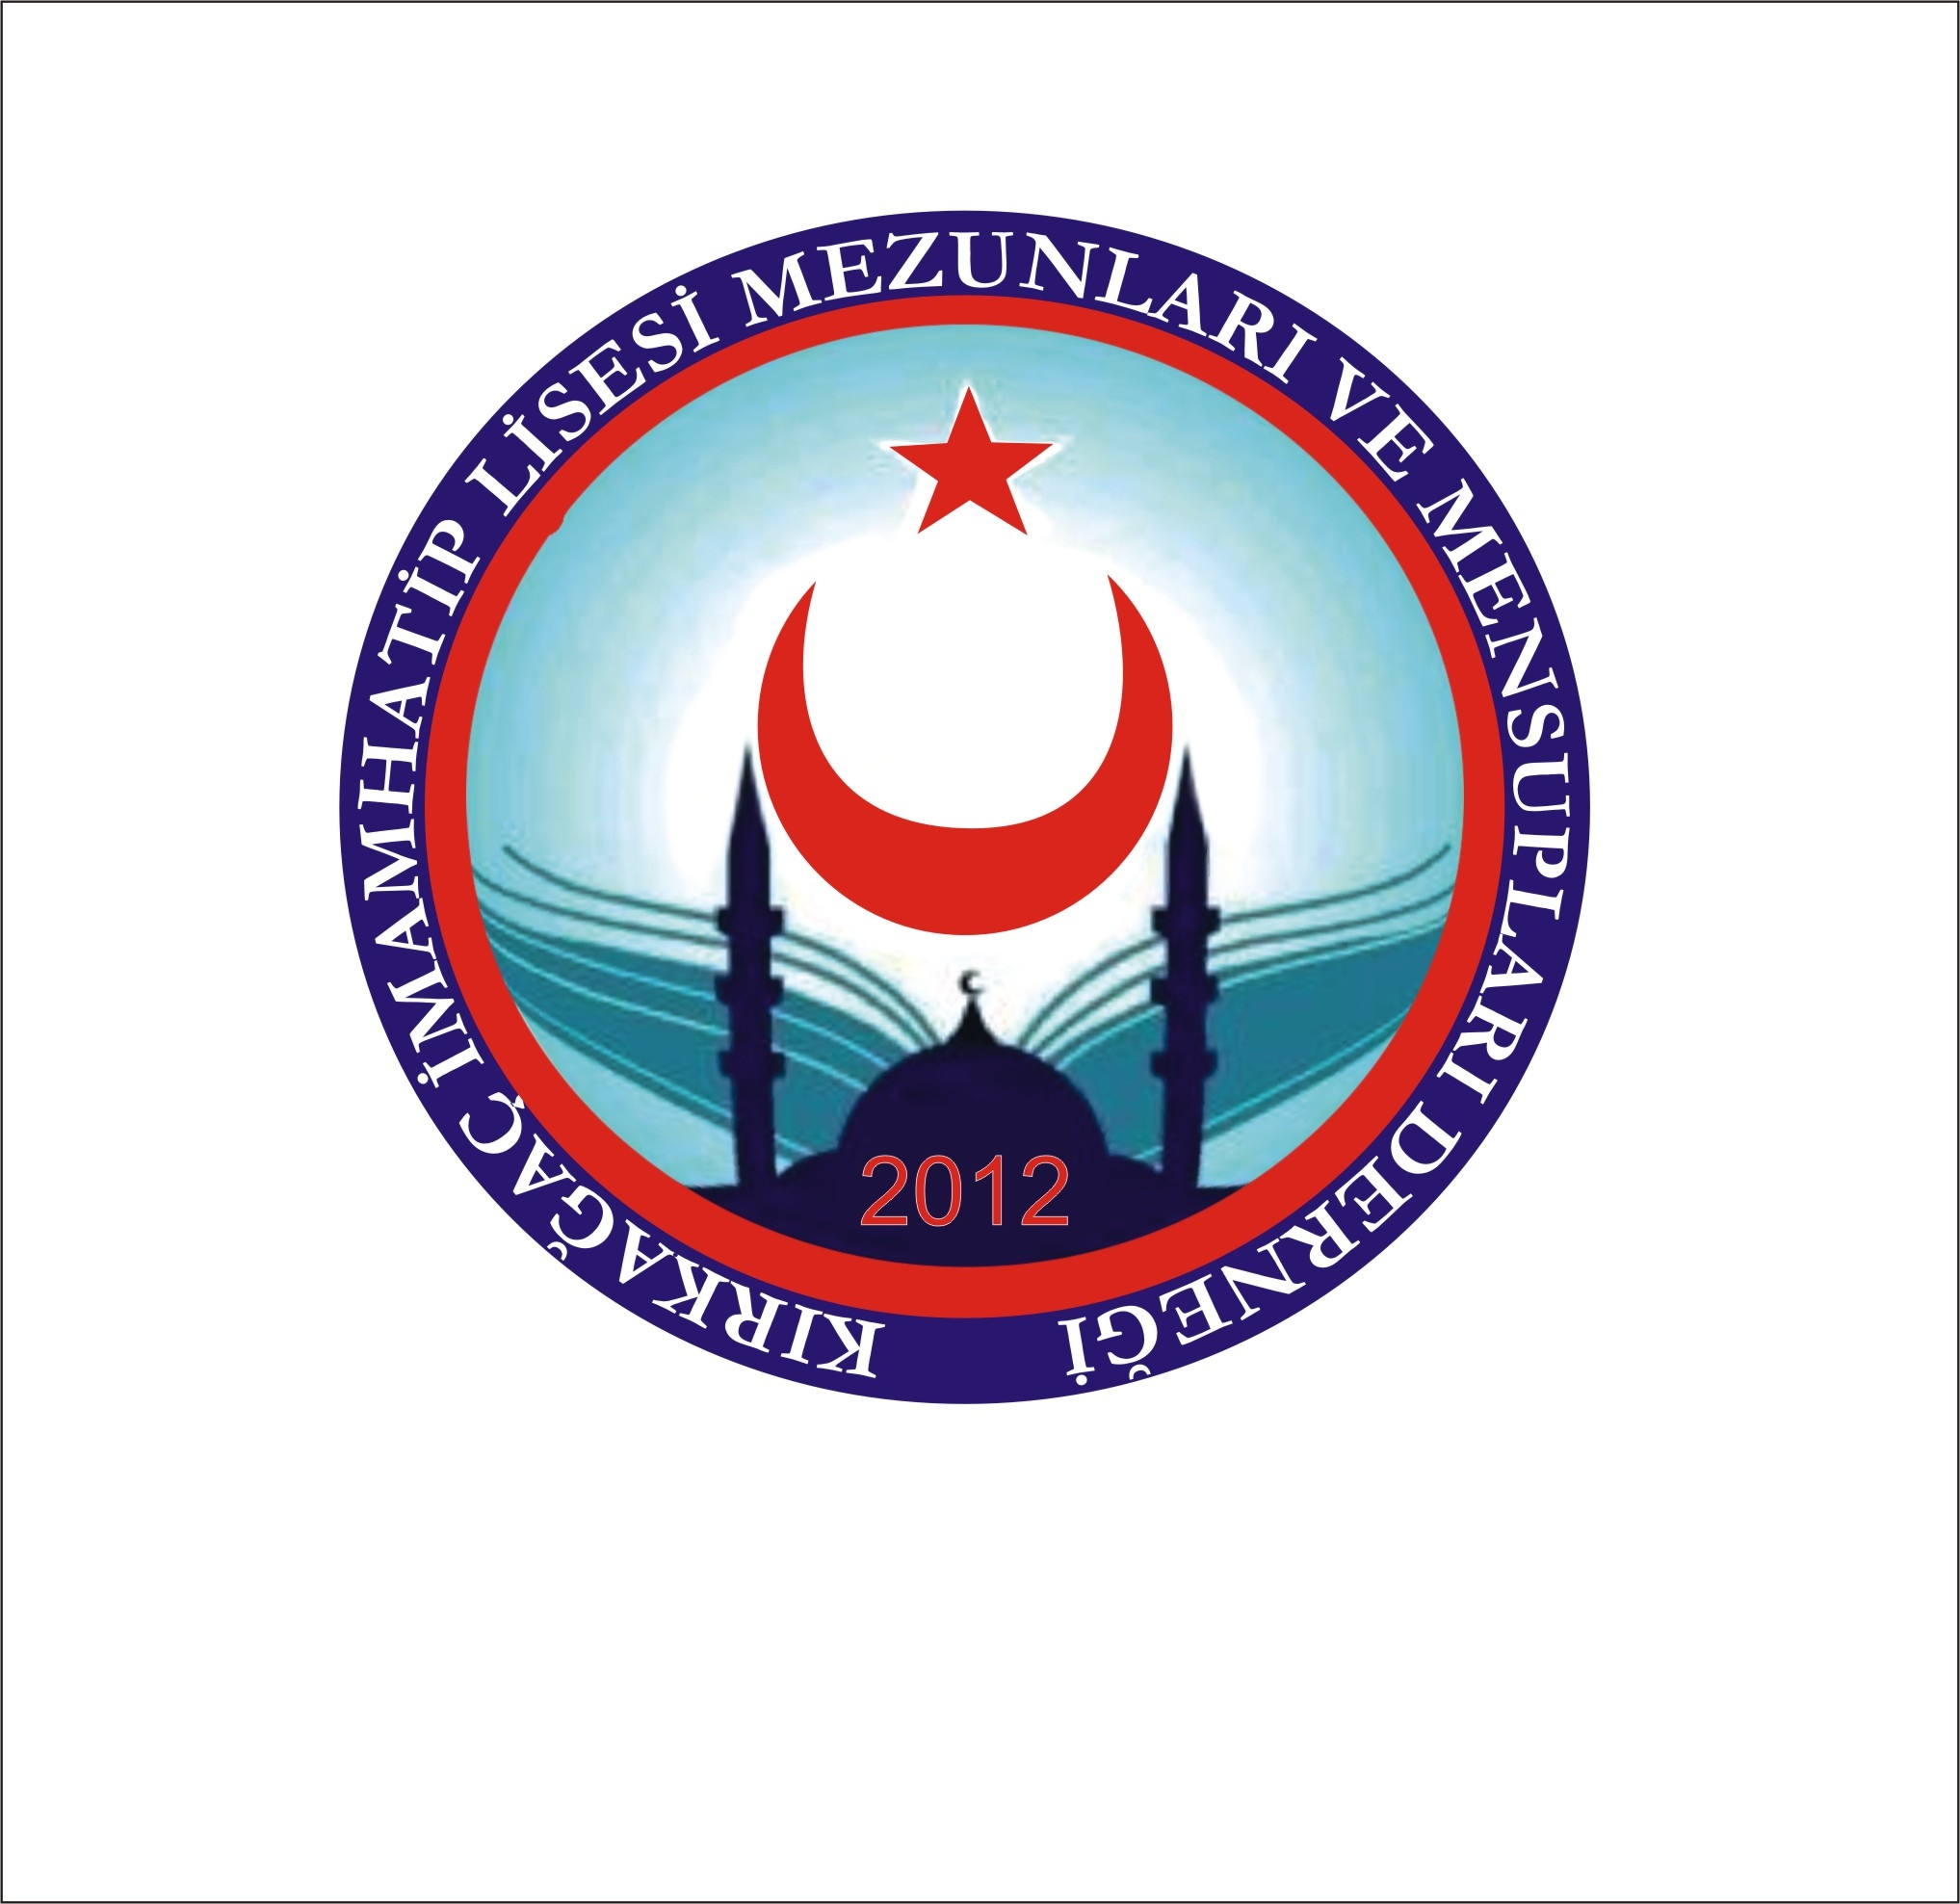 KIRKAĞAÇ İMAMHATİP LİSESİ MEZUNLARI VE MENSUPLARI DERNEĞİ
2012